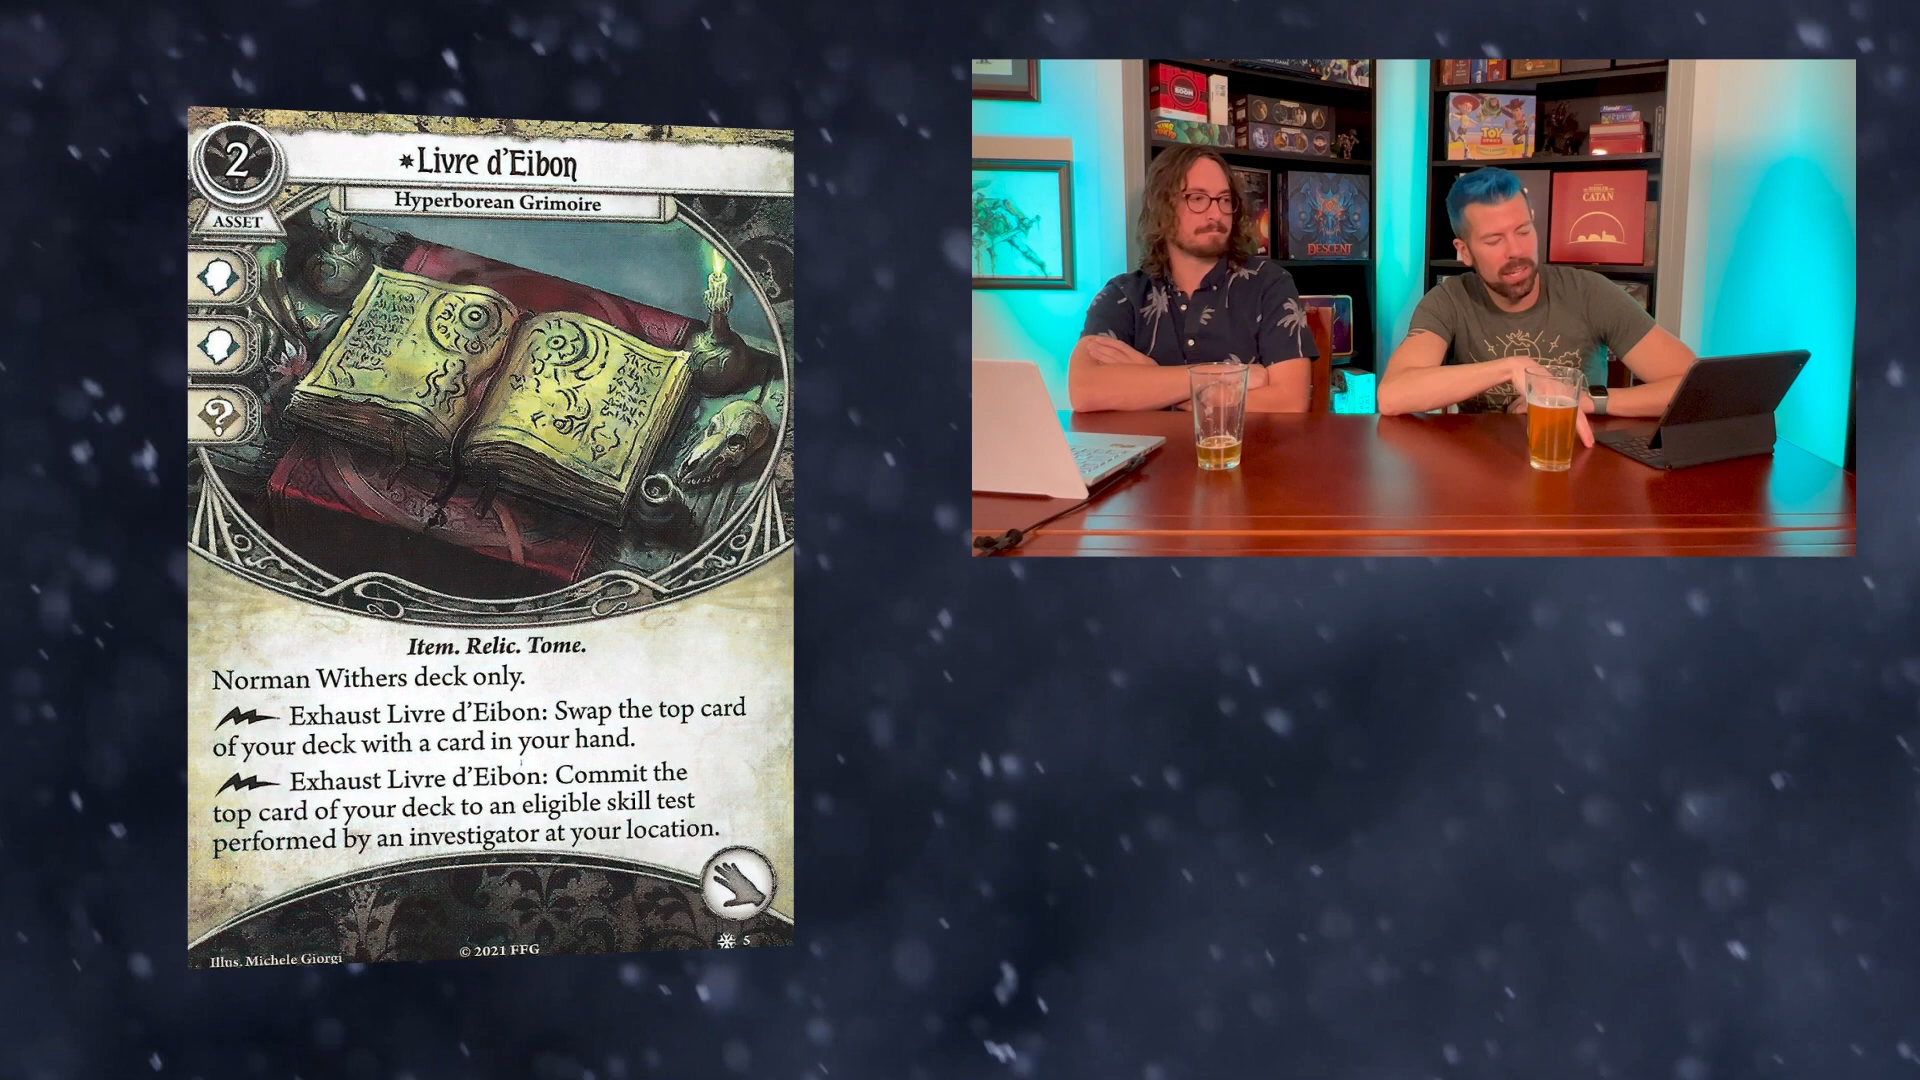 2
ASSET
✷Livre d'Eibon
Hyperborean Grimoire
?
Item. Relic. Tome.
Norman Withers deck only.
Exhaust Livre d'Eibon: Swap the top card
of your deck with a card in your hand.
Exhaust Livre d'Eibon: Commit the
top card of your deck to an eligible skill test
performed by an investigator at your location.
Illus. Michele Giorgi
© 2021 FFG
5
BOOM
TOY
STORY
CATAN
DESCENT